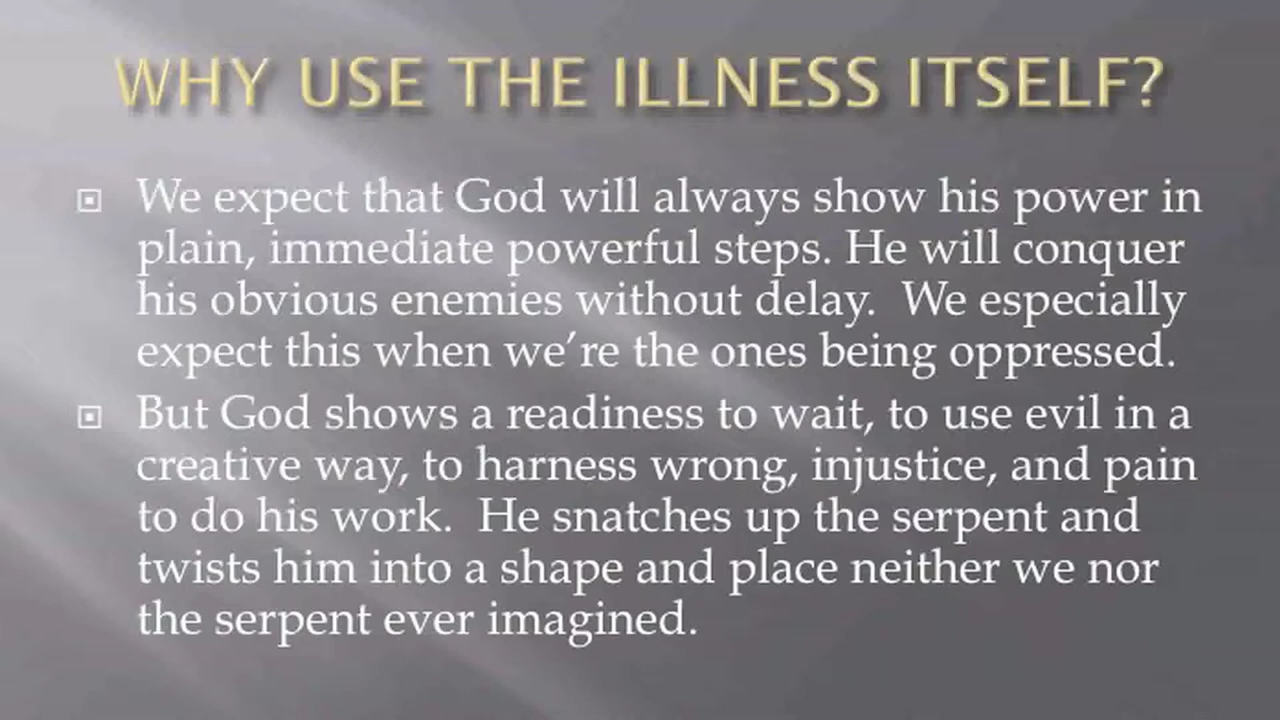 WHY USE THE ILLNESS ITSELF?
We expect that God will always show his power in
plain, immediate powerful steps. He will conquer
his obvious enemies without delay.  We especially
expect this when we’re the ones being oppressed.
But God shows a readiness to wait, to use evil in a
creative way, to harness wrong, injustice, and pain
to do his work.  He snatches up the serpent and
twists him into a shape and place neither we nor
the serpent ever imagined.